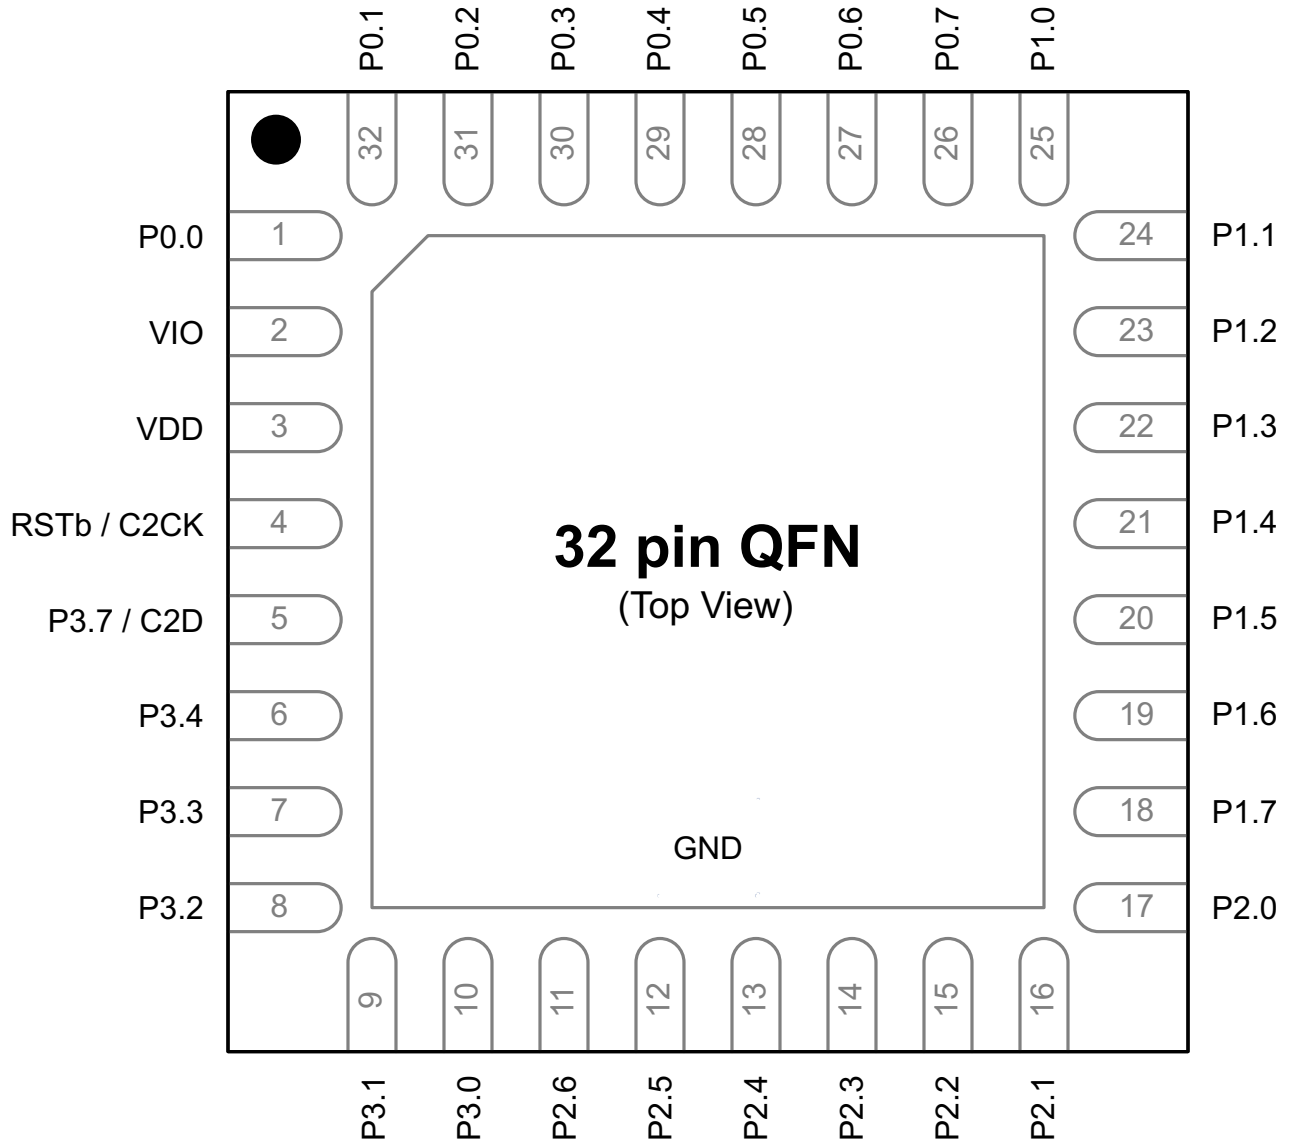 P0.1 P0.2 P0.3 P0.4 P0.5 P0.6 P0.7 P1.0
32 31 30 29 28 27 26 25
P0.0 1 24 P1.1
VIO 2 23 P1.2
VDD 3 22 P1.3
RSTb / C2CK 4 21 P1.4
32 pin QFN
(Top View)
P3.7 / C2D 5 20 P1.5
P3.4 6 19 P1.6
P3.3 7 18 P1.7
GND
P3.2 8 17 P2.0
9 10 11 12 13 14 15 16
P3.1 P3.0 P2.6 P2.5 P2.4 P2.3 P2.2 P2.1